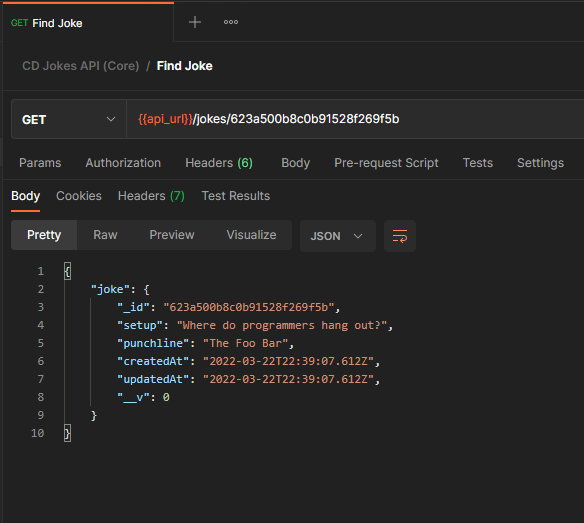 GET Find Joke
CD Jokes API (Core) / Find Joke
GET {{api_url}}/jokes/623a500b8c0b91528f269f5b
Params Authorization Headers (6) Body Pre-request Script Tests Settings
Body Cookies Headers (7) Test Results
Pretty Raw Preview Visualize JSON
1 {
2 "joke": {
3 "_id": "623a500b8c0b91528f269f5b",
4 "setup": "Where do programmers hang out?",
5 "punchline": "The Foo Bar",
6 "createdAt": "2022-03-22T22:39:07.612Z",
7 "updatedAt": "2022-03-22T22:39:07.612Z",
8 "__v": 0
9 }
10 }